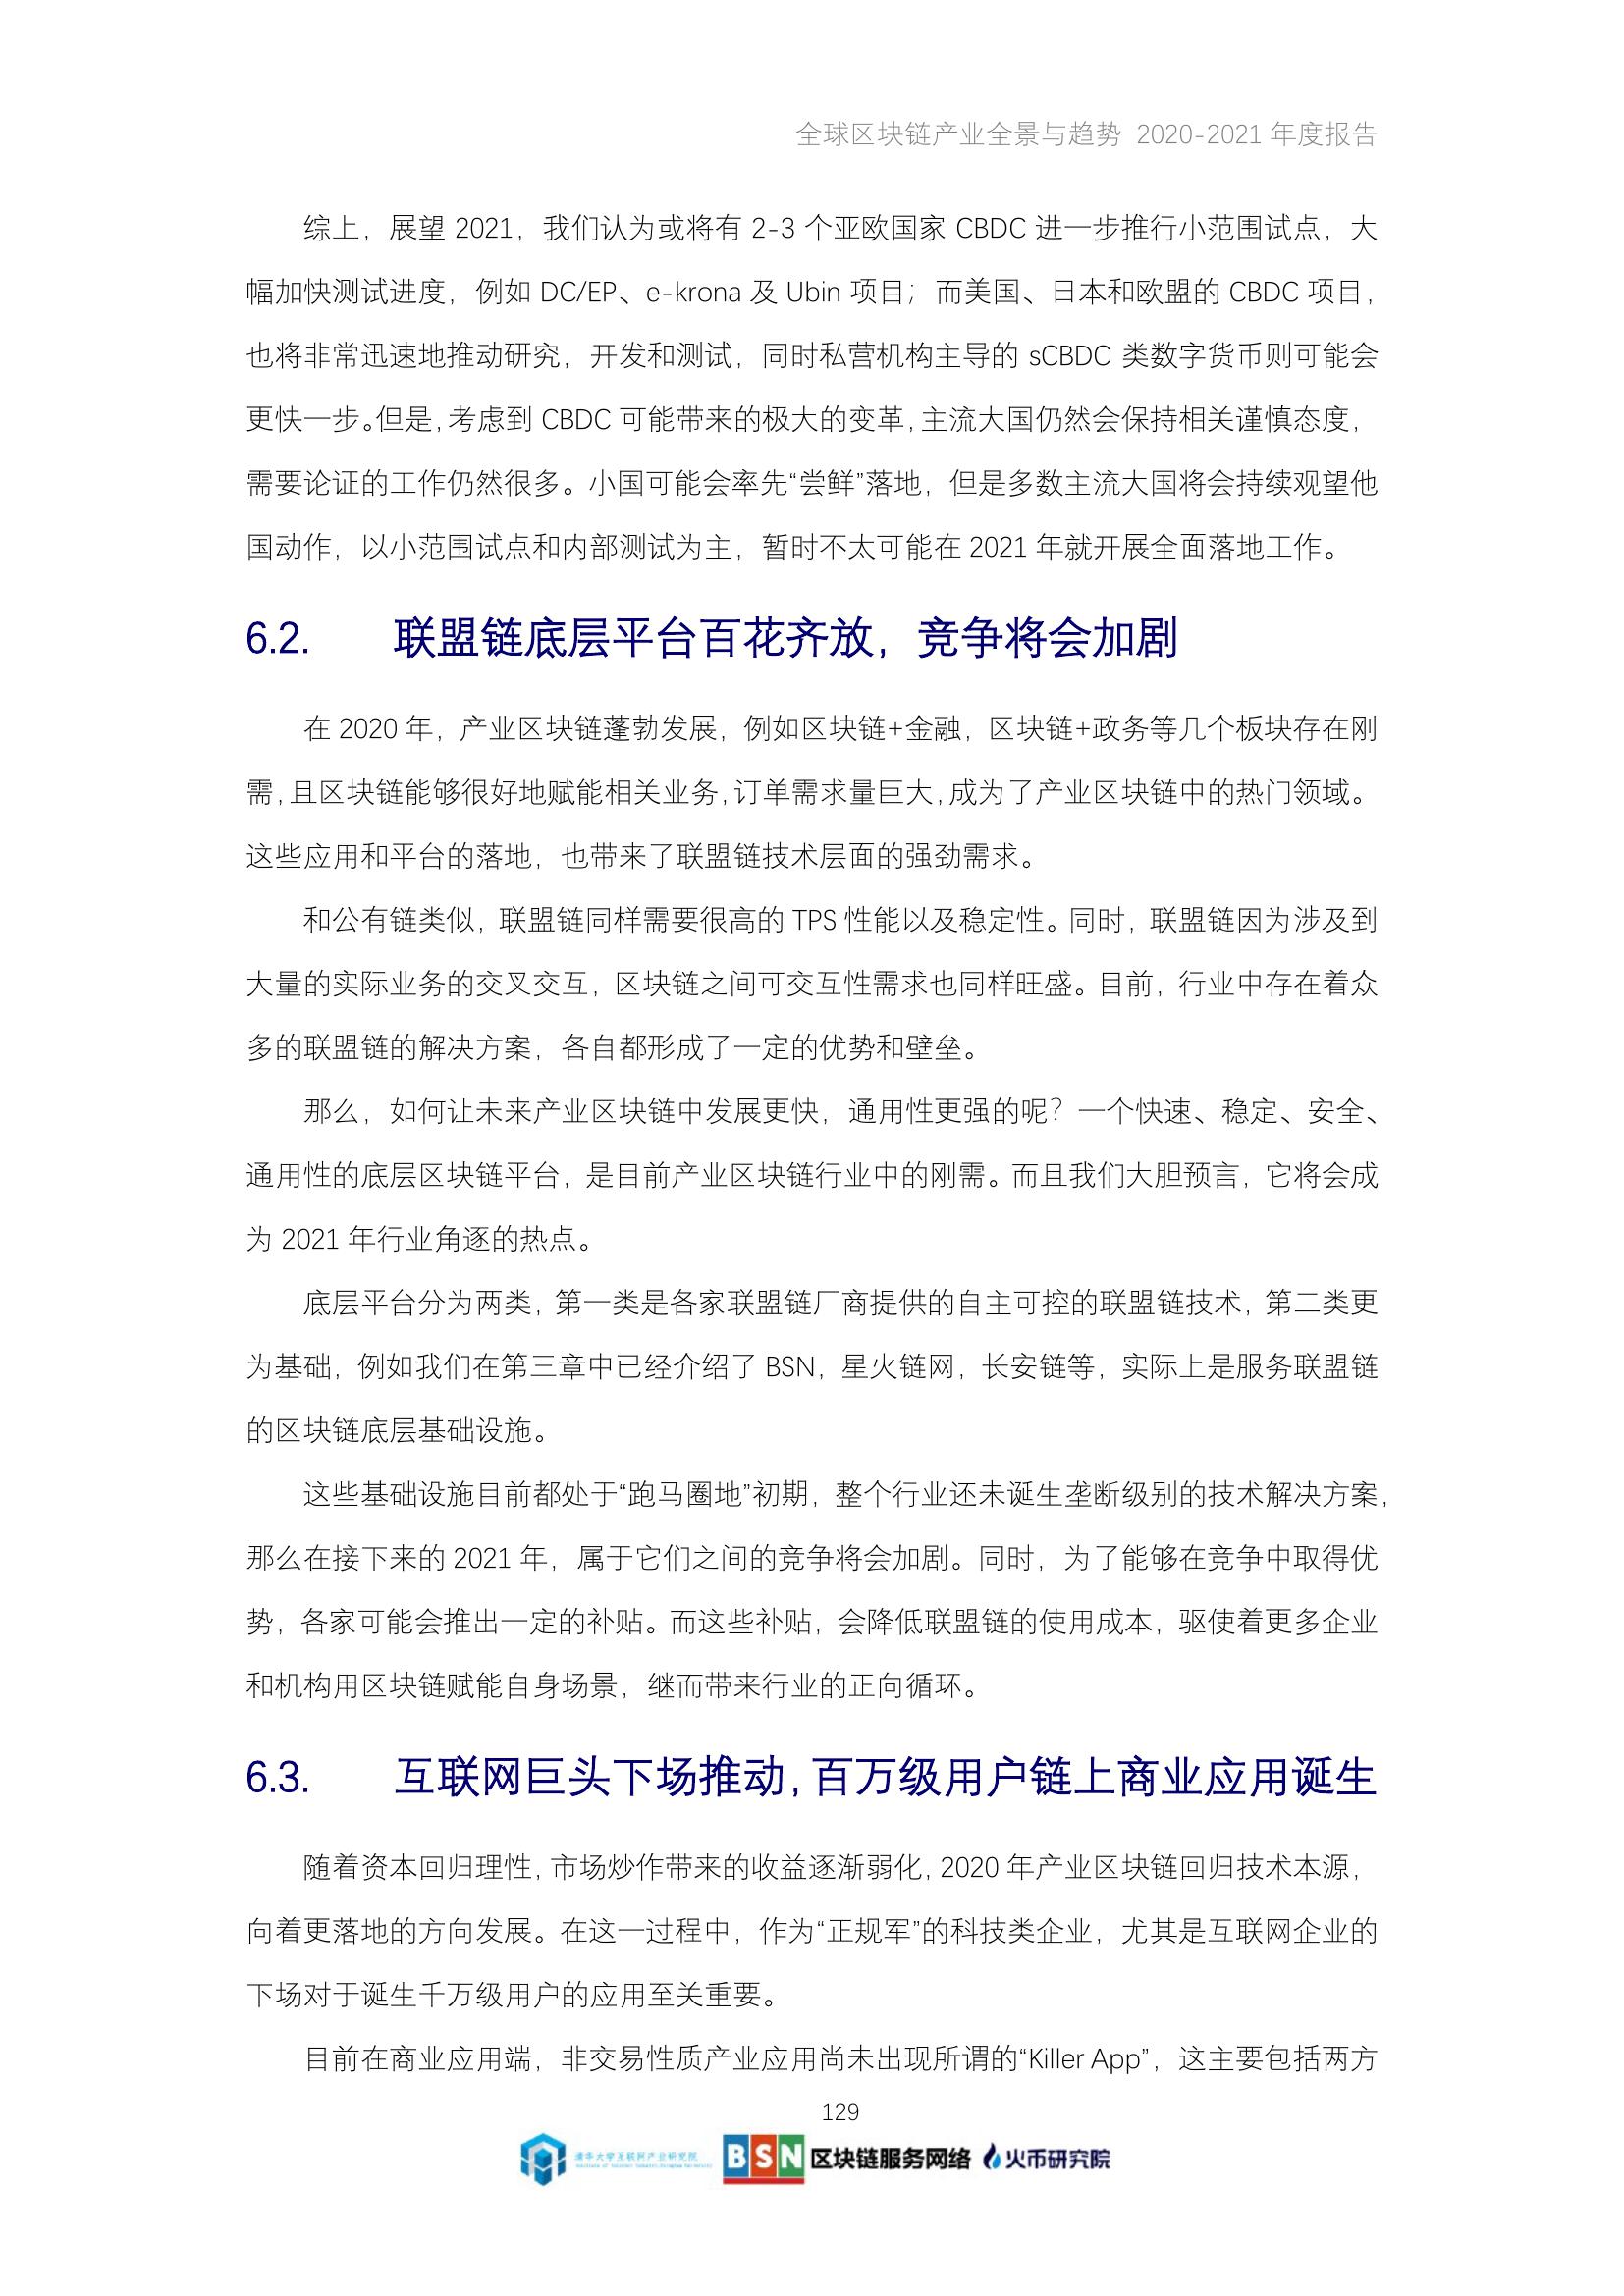 全球区块链产业全景与趋势 2020-2021 年度报告
综上，展望 2021，我们认为或将有 2-3 个亚欧国家 CBDC 进一步推行小范围试点，大
幅加快测试进度，例如 DC/EP、e-krona 及 Ubin 项目；而美国、日本和欧盟的 CBDC 项目，
也将非常迅速地推动研究，开发和测试，同时私营机构主导的 sCBDC 类数字货币则可能会
更快一步。但是，考虑到 CBDC 可能带来的极大的变革，主流大国仍然会保持相关谨慎态度，
需要论证的工作仍然很多。小国可能会率先“尝鲜”落地，但是多数主流大国将会持续观望他
国动作，以小范围试点和内部测试为主，暂时不太可能在 2021 年就开展全面落地工作。
6.2. 联盟链底层平台百花齐放，竞争将会加剧
在 2020 年，产业区块链蓬勃发展，例如区块链+金融，区块链+政务等几个板块存在刚
需，且区块链能够很好地赋能相关业务，订单需求量巨大，成为了产业区块链中的热门领域。
这些应用和平台的落地，也带来了联盟链技术层面的强劲需求。
和公有链类似，联盟链同样需要很高的 TPS 性能以及稳定性。同时，联盟链因为涉及到
大量的实际业务的交叉交互，区块链之间可交互性需求也同样旺盛。目前，行业中存在着众
多的联盟链的解决方案，各自都形成了一定的优势和壁垒。
那么，如何让未来产业区块链中发展更快，通用性更强的呢？一个快速、稳定、安全、
通用性的底层区块链平台，是目前产业区块链行业中的刚需。而且我们大胆预言，它将会成
为 2021 年行业角逐的热点。
底层平台分为两类，第一类是各家联盟链厂商提供的自主可控的联盟链技术，第二类更
为基础，例如我们在第三章中已经介绍了 BSN，星火链网，长安链等，实际上是服务联盟链
的区块链底层基础设施。
这些基础设施目前都处于“跑马圈地”初期，整个行业还未诞生垄断级别的技术解决方案，
那么在接下来的 2021 年，属于它们之间的竞争将会加剧。同时，为了能够在竞争中取得优
势，各家可能会推出一定的补贴。而这些补贴，会降低联盟链的使用成本，驱使着更多企业
和机构用区块链赋能自身场景，继而带来行业的正向循环。
6.3. 互联网巨头下场推动，百万级用户链上商业应用诞生
随着资本回归理性，市场炒作带来的收益逐渐弱化，2020 年产业区块链回归技术本源，
向着更落地的方向发展。在这一过程中，作为“正规军”的科技类企业，尤其是互联网企业的
下场对于诞生千万级用户的应用至关重要。
目前在商业应用端，非交易性质产业应用尚未出现所谓的“Killer App”，这主要包括两方
129
清华大学互联网产业研究院
BSN 区块链服务网络 火币研究院